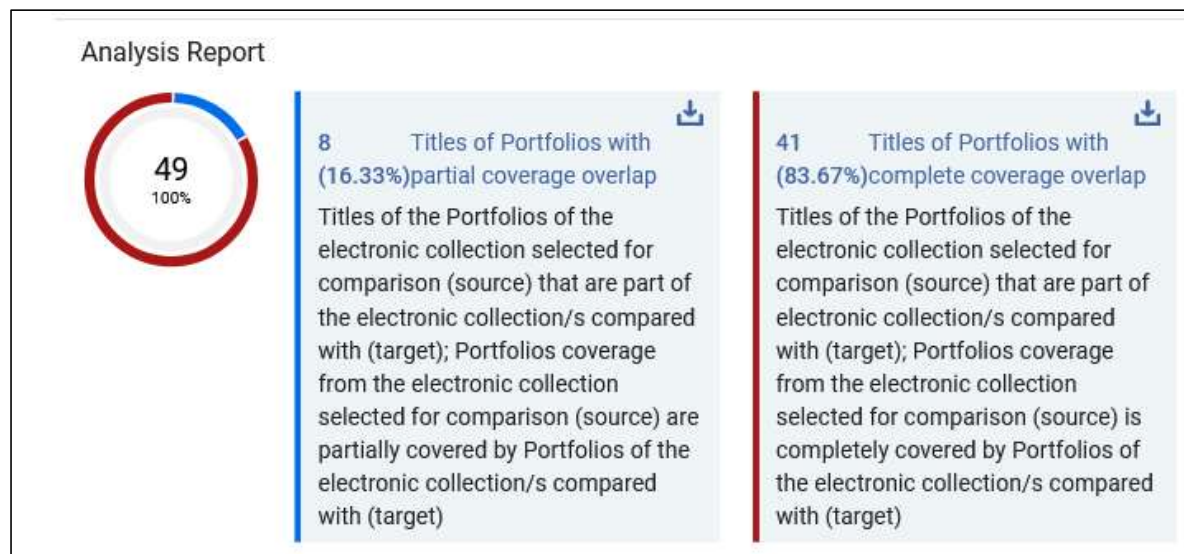 Analysis Report
49
100%
8 Titles of Portfolios with
(16.33%)partial coverage overlap
Titles of the Portfolios of the
electronic collection selected for
comparison (source) that are part of
the electronic collection/s compared
with (target); Portfolios coverage
from the electronic collection
selected for comparison (source) are
partially covered by Portfolios of the
electronic collection/s compared
with (target)
41 Titles of Portfolios with
(83.67%)complete coverage overlap
Titles of the Portfolios of the
electronic collection selected for
comparison (source) that are part of
electronic collection/s compared
with (target); Portfolios coverage
from the electronic collection
selected for comparison (source) is
completely covered by Portfolios of
the electronic collection/s compared
with (target)